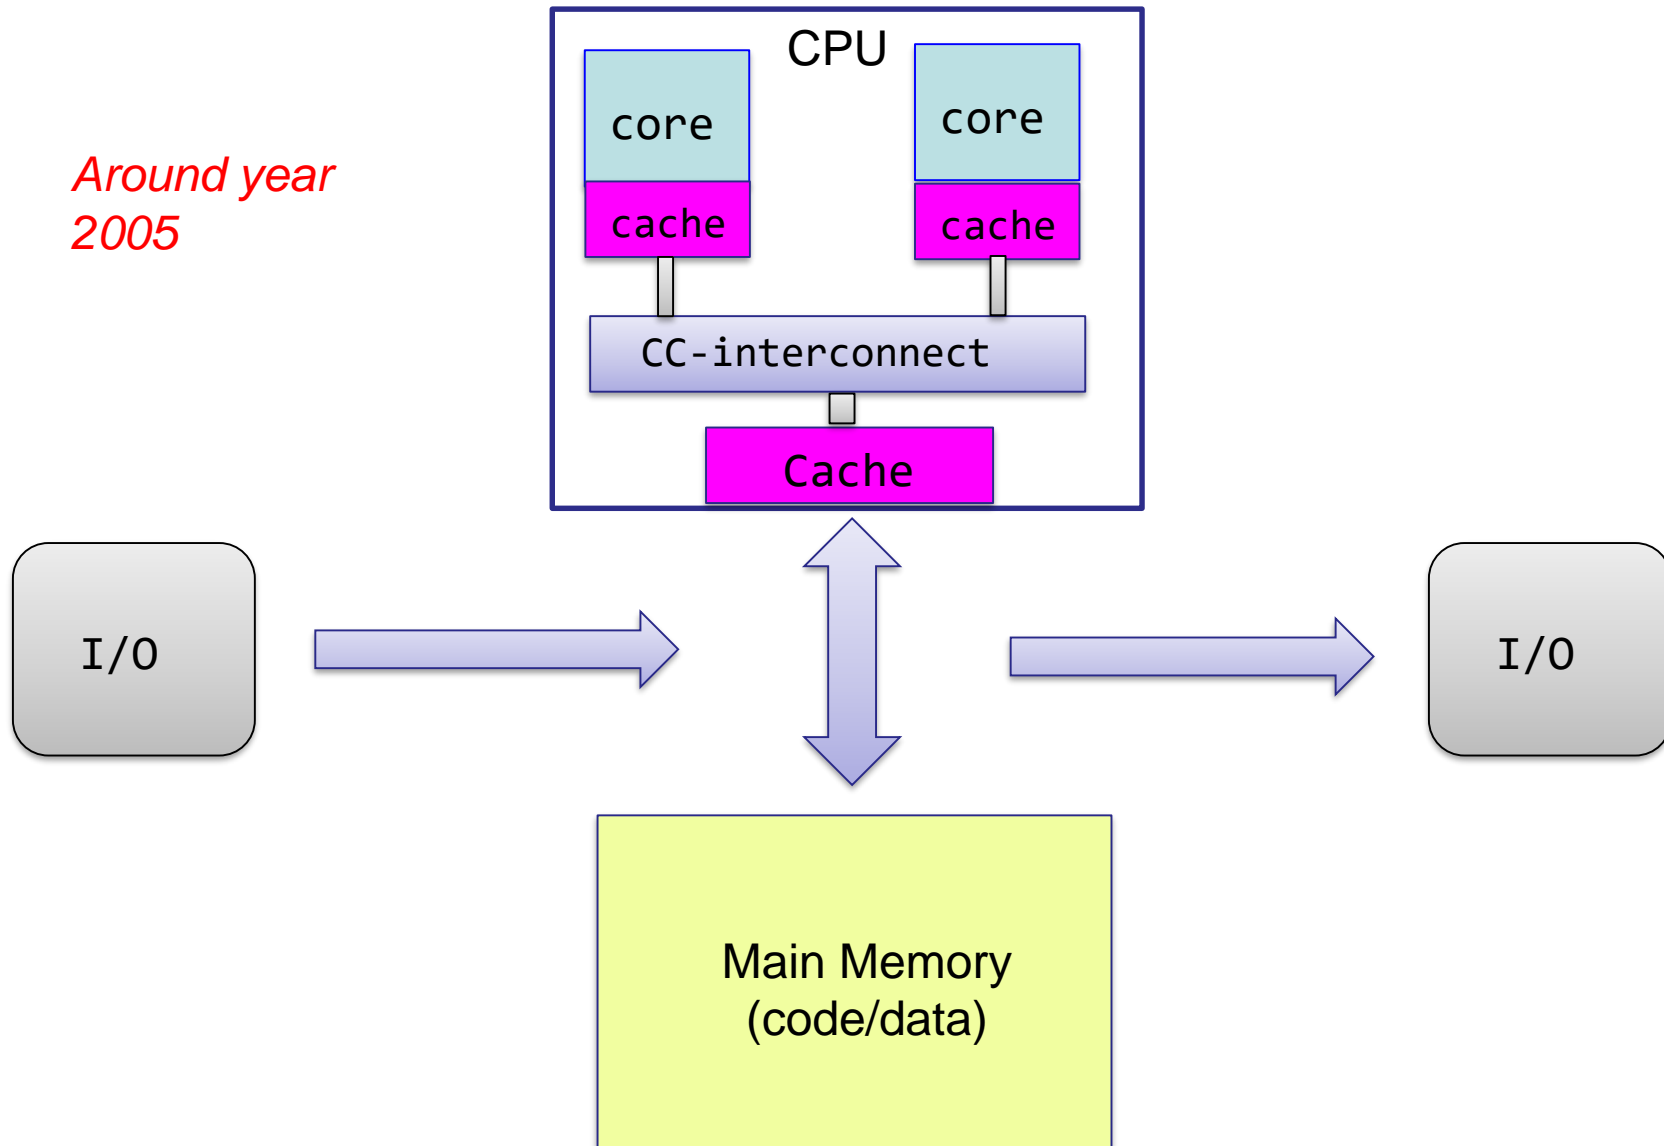 CPU
core
core
Around year
2005
cache
cache
CC-interconnect
Cache
I/O
I/O
Main Memory
(code/data)